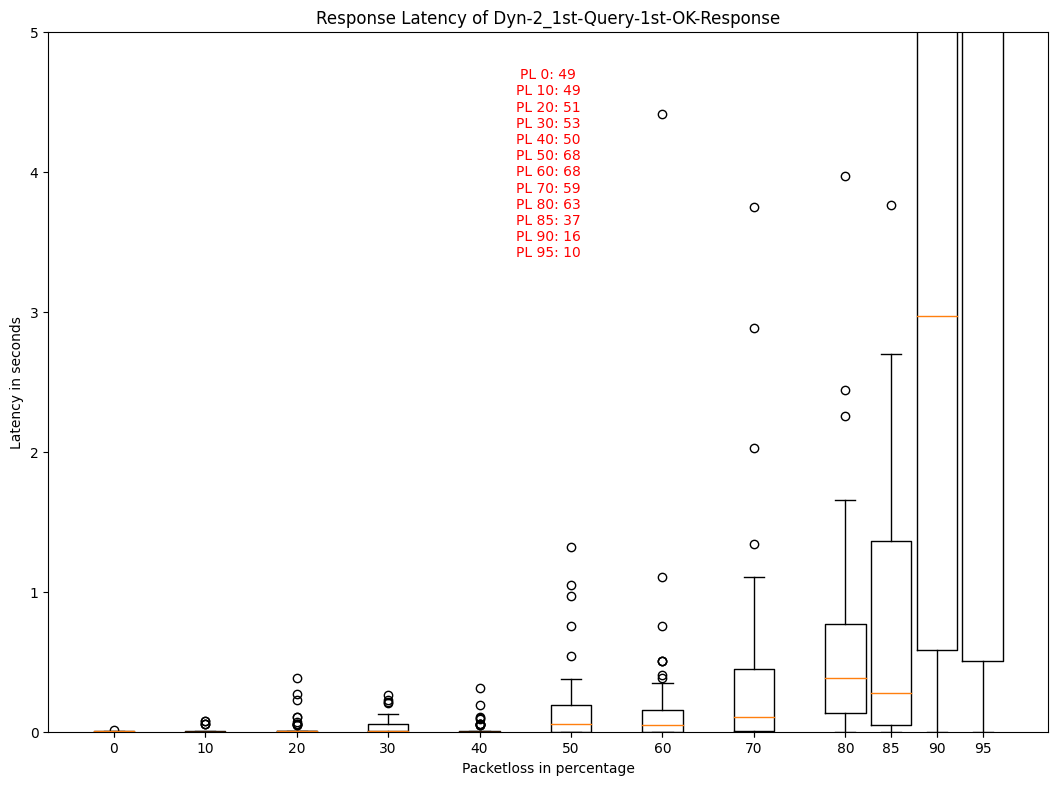 Response Latency of Dyn-2_1st-Query-1st-OK-Response
5
4
3
2
1
0
Latency in seconds
PL 0: 49
PL 10: 49
PL 20: 51
PL 30: 53
PL 40: 50
PL 50: 68
PL 60: 68
PL 70: 59
PL 80: 63
PL 85: 37
PL 90: 16
PL 95: 10
0 10 20 30 40 50 60 70 80 85 90 95
Packetloss in percentage